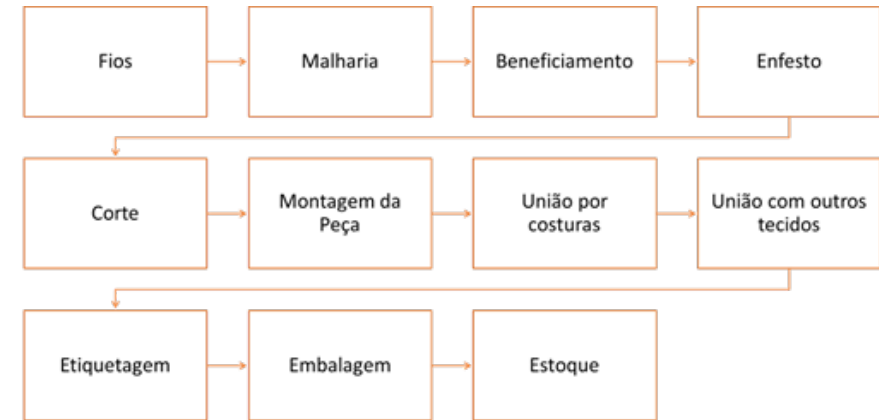 Fios
Malharia
Beneficiamento
Enfesto
Corte
Montagem da
Peça
União por
costuras
União com outros
tecidos
Etiquetagem
Embalagem
Estoque